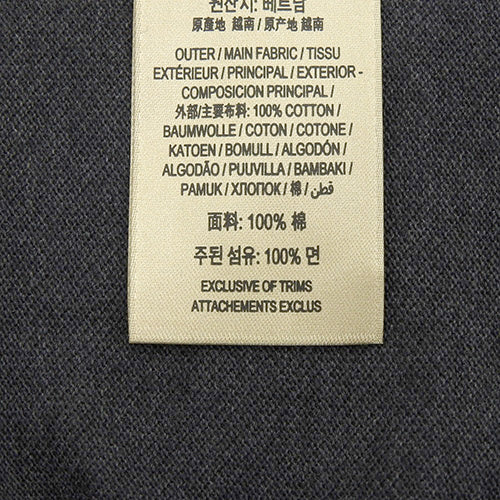 원산지: 베트남
原產地 越南 / 原产地 越南
OUTER / MAIN FABRIC / TISSU
EXTÉRIEUR / PRINCIPAL / EXTERIOR -
COMPOSICION PRINCIPAL /
外部/主要布料: 100% COTTON /
BAUMWOLLE / COTON / COTONE /
KATOEN / BOMULL / ALGODÓN /
ALGODÃO / PUUVILLA / BAMBAKI /
PAMUK / ХЛОПОК / 棉 / قطن /
面料: 100% 棉
주된 섬유: 100% 면
EXCLUSIVE OF TRIMS
ATTACHEMENTS EXCLUS